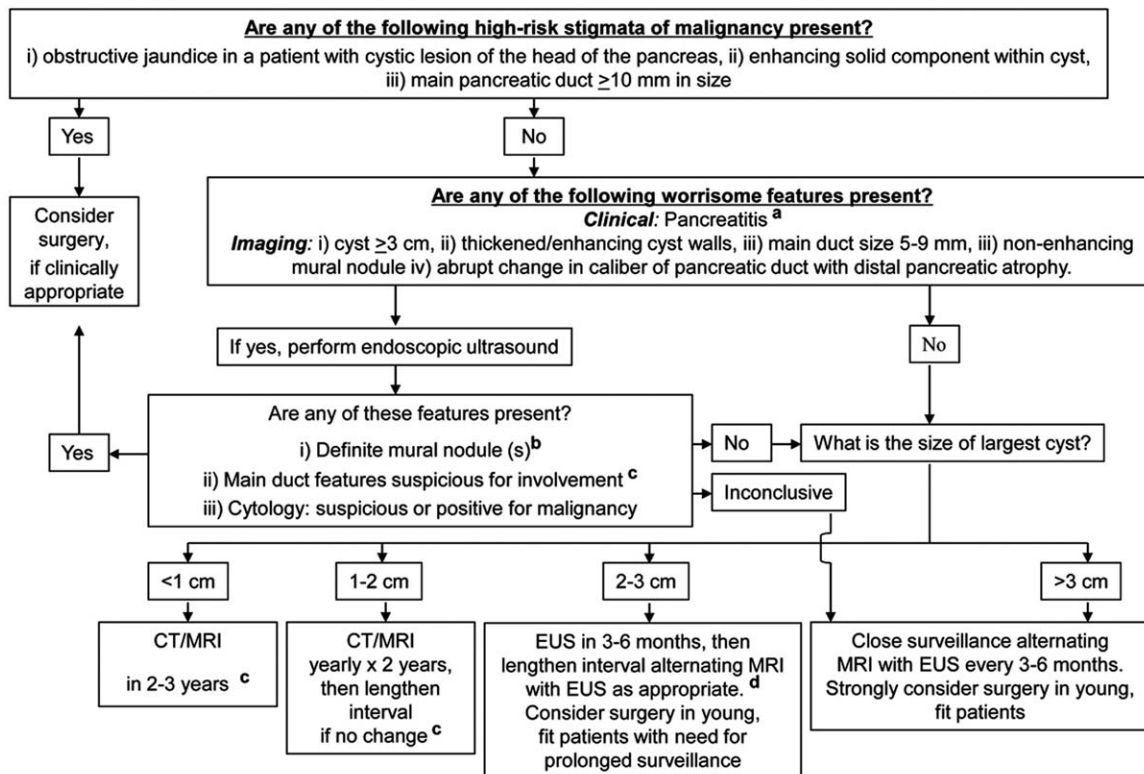 Are any of the following high-risk stigmata of malignancy present?
i) obstructive jaundice in a patient with cystic lesion of the head of the pancreas, ii) enhancing solid component within cyst,
iii) main pancreatic duct ≥10 mm in size
Yes
No
Consider
surgery,
if clinically
appropriate
Are any of the following worrisome features present?
Clinical: Pancreatitis a
Imaging: i) cyst ≥3 cm, ii) thickened/enhancing cyst walls, iii) main duct size 5-9 mm, iii) non-enhancing
mural nodule iv) abrupt change in caliber of pancreatic duct with distal pancreatic atrophy.
If yes, perform endoscopic ultrasound
No
Are any of these features present?
i) Definite mural nodule (s) b
ii) Main duct features suspicious for involvement c
iii) Cytology: suspicious or positive for malignancy
Yes
No
What is the size of largest cyst?
Inconclusive
<1 cm
1-2 cm
2-3 cm
>3 cm
CT/MRI
in 2-3 years c
CT/MRI
yearly x 2 years,
then lengthen
interval
if no change c
EUS in 3-6 months, then
lengthen interval alternating MRI
with EUS as appropriate. d
Consider surgery in young,
fit patients with need for
prolonged surveillance
Close surveillance alternating
MRI with EUS every 3-6 months.
Strongly consider surgery in young,
fit patients